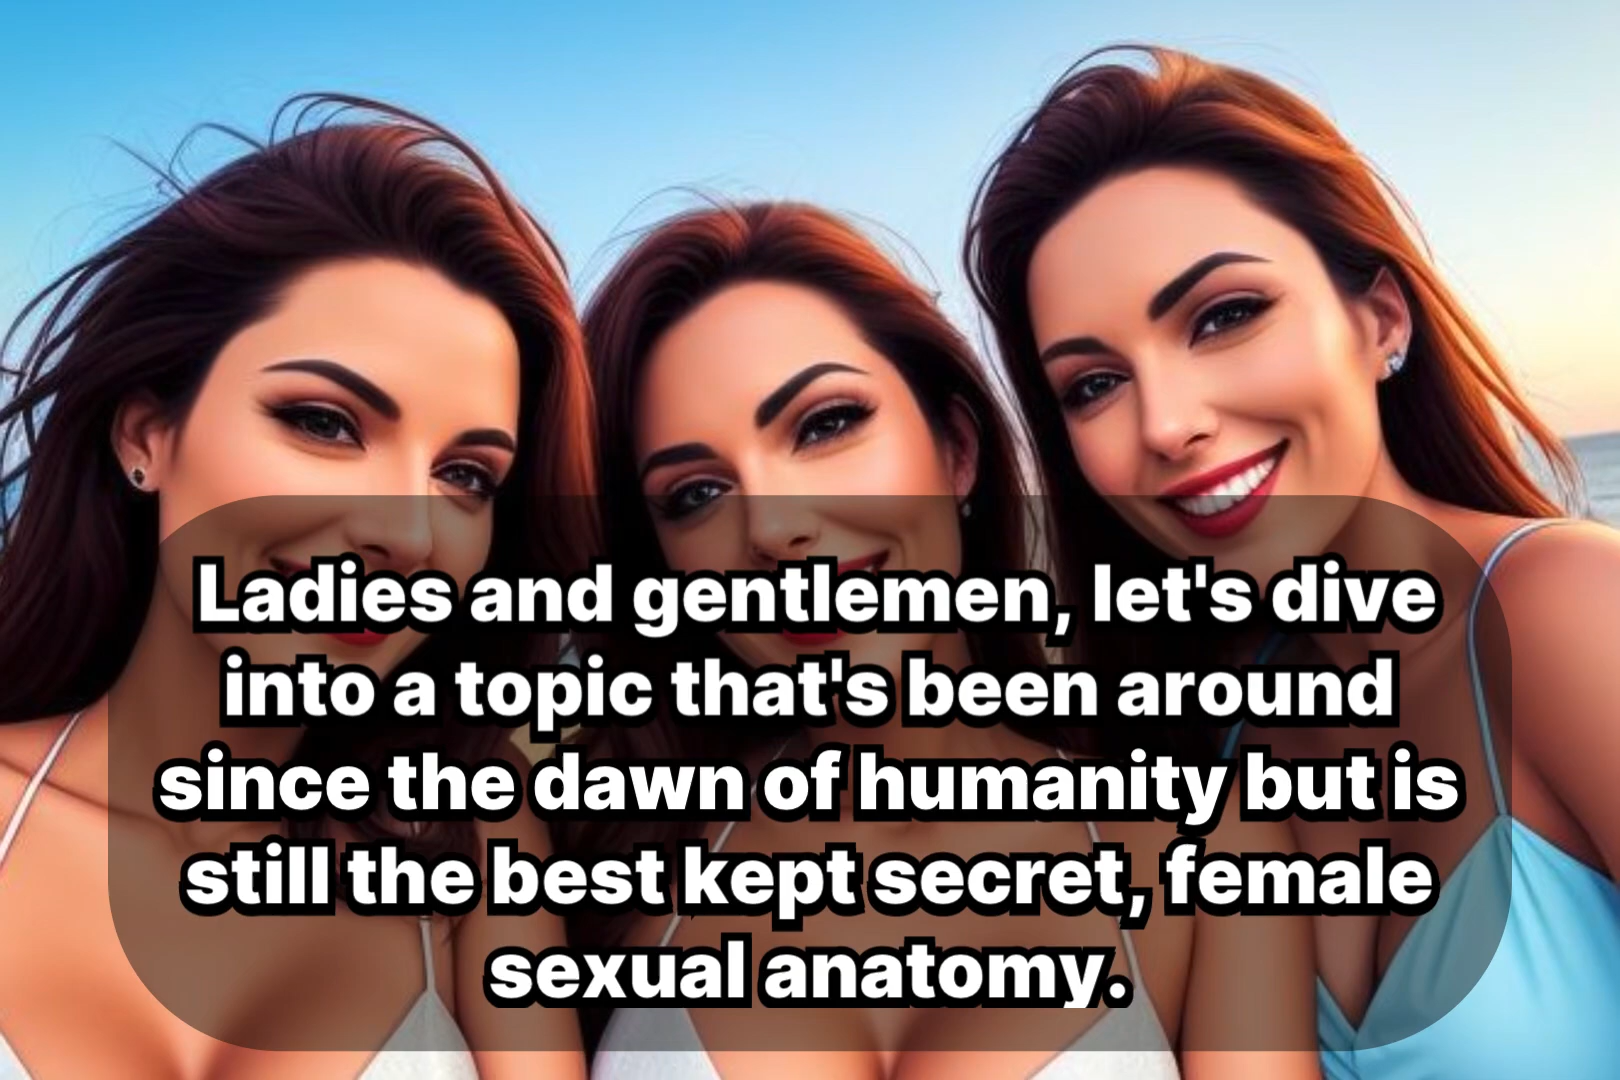 Ladies and gentlemen, let's dive
into a topic that's been around
since the dawn of humanity but is
still the best kept secret, female
sexual anatomy.